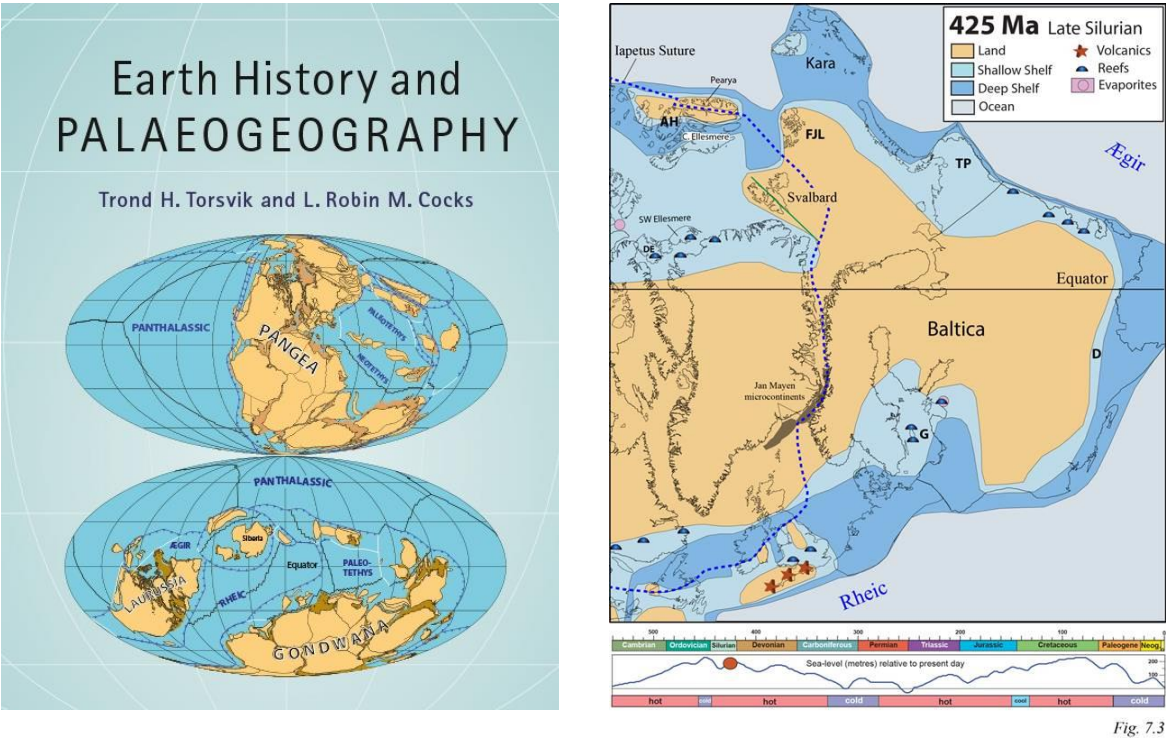 Earth History and
PALAEOGEOGRAPHY
Trond H. Torsvik and L. Robin M. Cocks
PANTHALASSIC
PANGEA
PALEOTETHYS
NEOTETHYS
PANTHALASSIC
ÆGIR
Siberia
LAURUSSIA
RHEIC
Equator
PALEO-
TETHYS
GONDWANA
425 Ma Late Silurian
Land
Shallow Shelf
Deep Shelf
Ocean
Volcanics
Reefs
Evaporites
Iapetus Suture
Kara
Pearya
AH
C. Ellesmere
FJL
TP
Ægir
Svalbard
SW Ellesmere
DE
Equator
Baltica
D
Jan Mayen
microcontinents
G
Rheic
500 400 300 200 100
Cambrian Ordovician Silurian Devonian Carboniferous Permian Triassic Jurassic Cretaceous Paleogene Neog.
Sea-level (metres) relative to present day
200
100
hot cold hot cold hot cool hot cold
Fig. 7.3